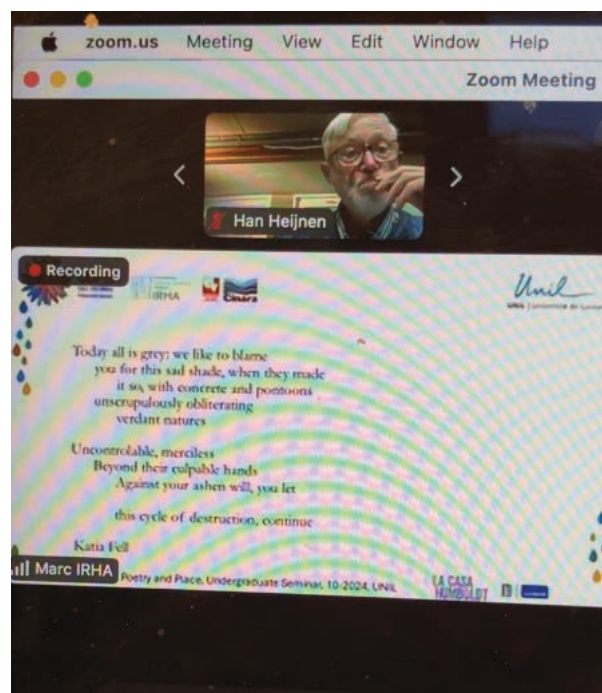 zoom.us Meeting View Edit Window Help
Zoom Meeting
Han Heijnen
Recording
IRHA
Cinara
Unil
Today all is grey; we like to blame
you for this sad shade, when they made
it so, with concrete and pontoons
unscrupulously obliterating
verdant natures
Uncontrolable, merciless
Beyond their culpable hands
Against your ashen will, you let
this cycle of destruction, continue
Katia Fell
Marc IRHA
Poetry and Place, Undergraduate Seminar, 10-2024, UNIL
LA CASA
HUMBOLDT